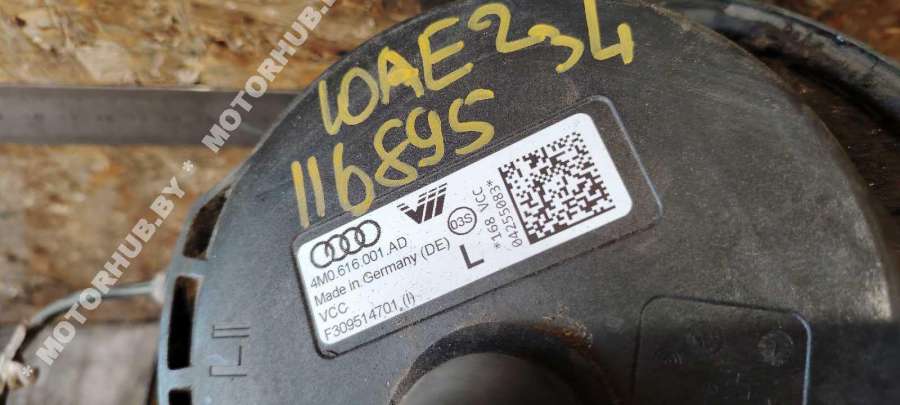 10AE234
116895
4M0.616.001.AD
Made in Germany (DE)
VCC
F309514701.(I)
03S
L
*168 VCC
04255083*
MOTORHUB.BY * MOTORHUB.BY * MOTORHUB